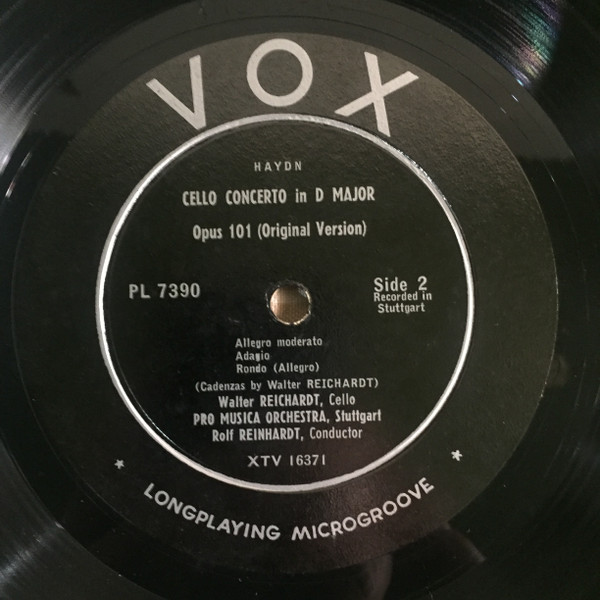 VOX
HAYDN
CELLO CONCERTO in D MAJOR
Opus 101 (Original Version)
PL 7390
Side 2
Recorded in
Stuttgart
Allegro moderato
Adagio
Rondo (Allegro)
(Cadenzas by Walter REICHARDT)
Walter REICHARDT, Cello
PRO MUSICA ORCHESTRA, Stuttgart
Rolf REINHARDT, Conductor
XTV 16371
* LONGPLAYING MICROGROOVE *